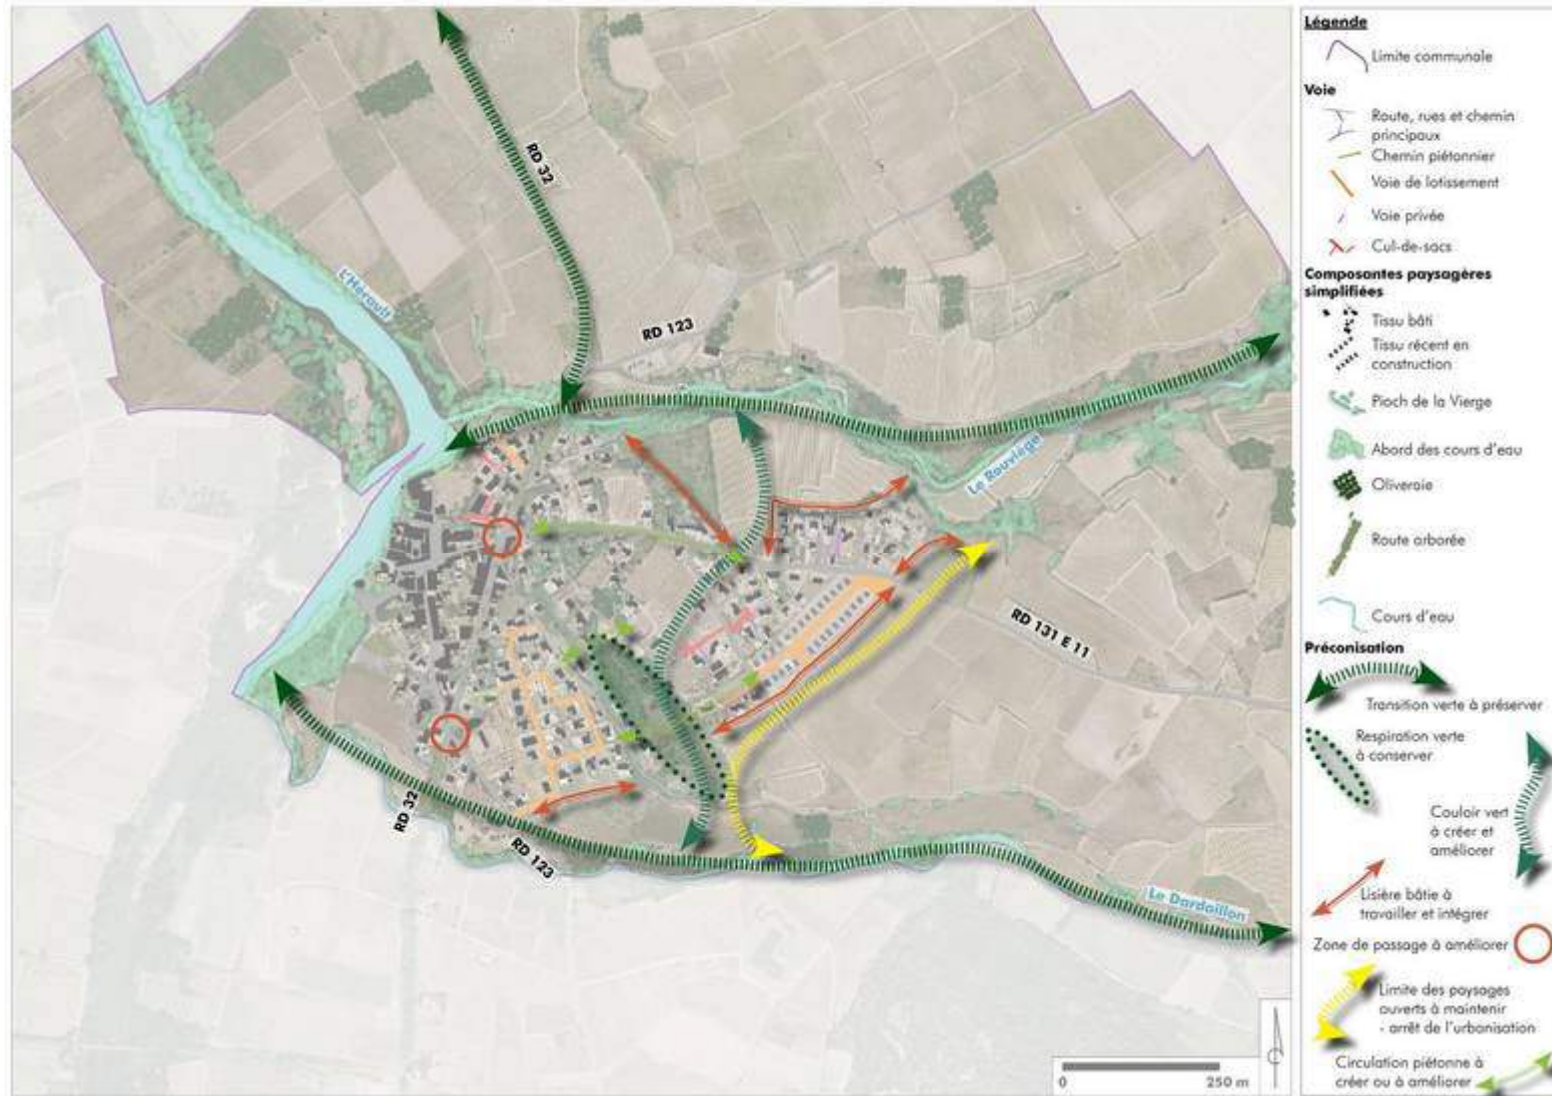 RD 32
L'Hérault
RD 123
Le Rouviège
RD 131 E 11
RD 32
RD 123
Le Dardaillon
0 250 m
Légende
Limite communale
Voie
Route, rues et chemin
principaux
Chemin piétonnier
Voie de lotissement
Voie privée
Cul-de-sacs
Composantes paysagères
simplifiées
Tissu bâti
Tissu récent en
construction
Pioch de la Vierge
Abord des cours d'eau
Oliveraie
Route arborée
Cours d'eau
Préconisation
Transition verte à préserver
Respiration verte
à conserver
Couloir vert
à créer et
améliorer
Lisière bâtie à
travailler et intégrer
Zone de passage à améliorer
Limite des paysages
ouverts à maintenir
- arrêt de l'urbanisation
Circulation piétonne à
créer ou à améliorer